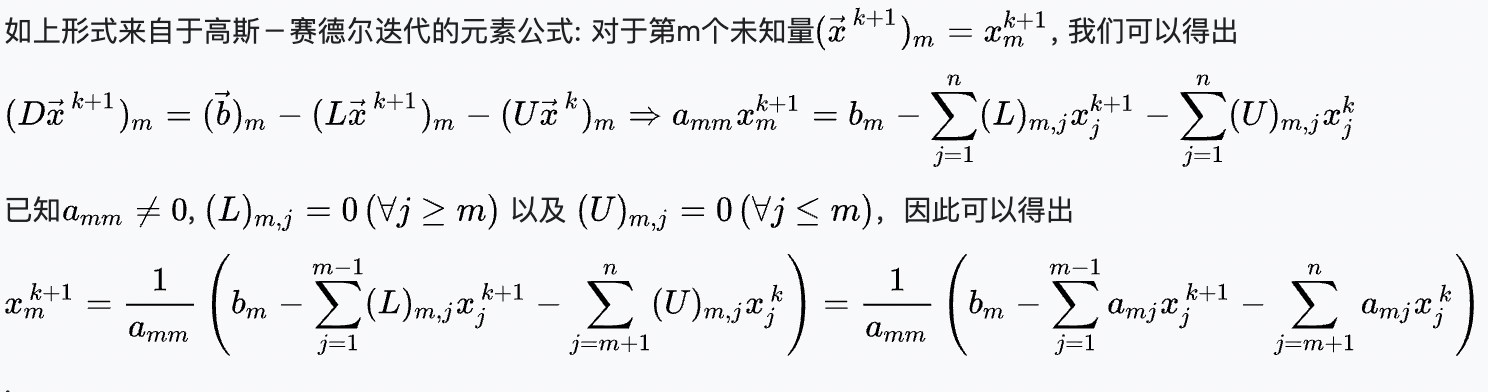 如上形式来自于高斯－赛德尔迭代的元素公式: 对于第m个未知量$(\vec{x}^{\,k+1})_m = x_m^{k+1}$, 我们可以得出
$(D\vec{x}^{\,k+1})_m = (\vec{b})_m - (L\vec{x}^{\,k+1})_m - (U\vec{x}^{\,k})_m \Rightarrow a_{mm}x_m^{k+1} = b_m - \sum_{j=1}^{n}(L)_{m,j}x_j^{k+1} - \sum_{j=1}^{n}(U)_{m,j}x_j^{k}$
已知$a_{mm} \neq 0$, $(L)_{m,j} = 0\,(\forall j \geq m)$ 以及 $(U)_{m,j} = 0\,(\forall j \leq m)$，因此可以得出
$x_m^{k+1} = \frac{1}{a_{mm}}\left(b_m - \sum_{j=1}^{m-1}(L)_{m,j}x_j^{k+1} - \sum_{j=m+1}^{n}(U)_{m,j}x_j^{k}\right) = \frac{1}{a_{mm}}\left(b_m - \sum_{j=1}^{m-1}a_{mj}x_j^{k+1} - \sum_{j=m+1}^{n}a_{mj}x_j^{k}\right)$
.